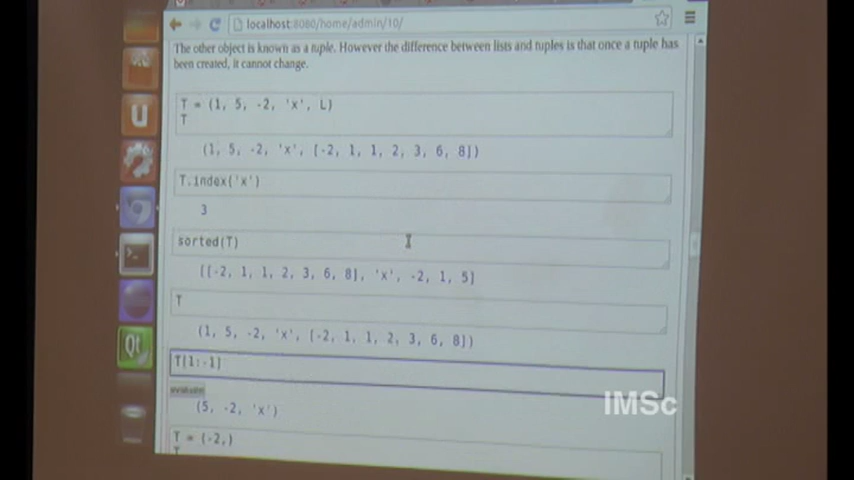 localhost:8080/home/admin/10/
The other object is known as a tuple. However the difference between lists and tuples is that once a tuple has
been created, it cannot change.
T = (1, 5, -2, 'x', L)
T
(1, 5, -2, 'x', [-2, 1, 1, 2, 3, 6, 8])
T.index('x')
3
sorted(T)
[[-2, 1, 1, 2, 3, 6, 8], 'x', -2, 1, 5]
T
(1, 5, -2, 'x', [-2, 1, 1, 2, 3, 6, 8])
T[1:-1]
evaluate
(5, -2, 'x')
T = (-2,)
T
IMSc